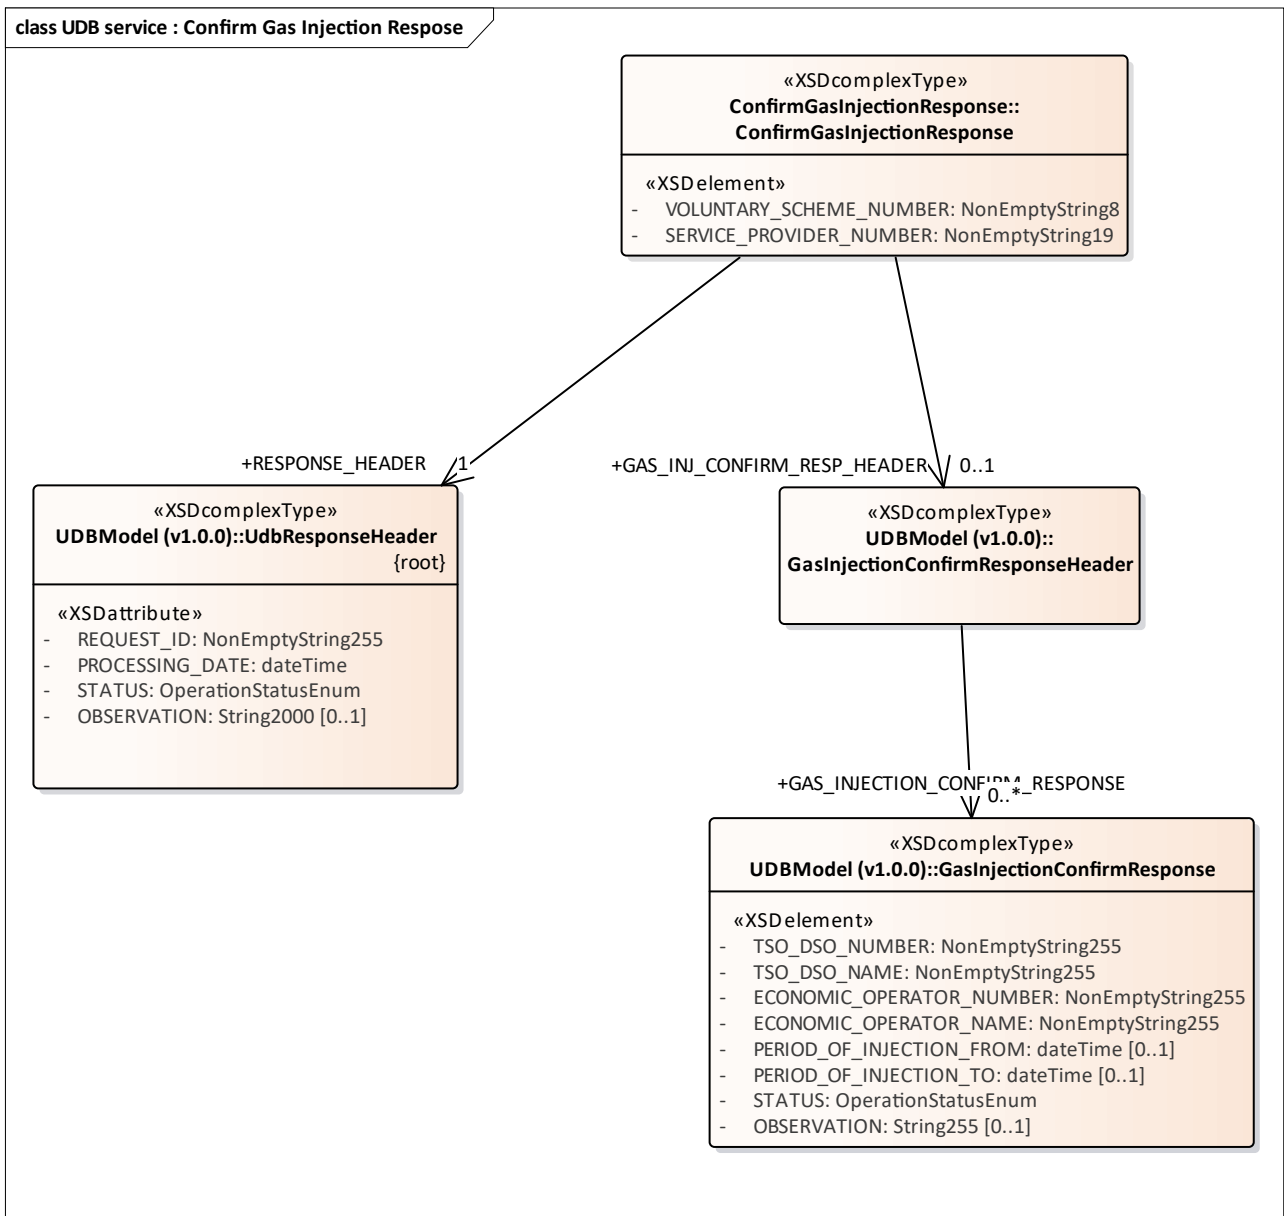 class UDB service : Confirm Gas Injection Respose
«XSDcomplexType»
ConfirmGasInjectionResponse::
ConfirmGasInjectionResponse
«XSDelement»
- VOLUNTARY_SCHEME_NUMBER: NonEmptyString8
- SERVICE_PROVIDER_NUMBER: NonEmptyString19
+RESPONSE_HEADER 1
+GAS_INJ_CONFIRM_RESP_HEADER 0..1
«XSDcomplexType»
UDBModel (v1.0.0)::UdbResponseHeader
{root}
«XSDattribute»
- REQUEST_ID: NonEmptyString255
- PROCESSING_DATE: dateTime
- STATUS: OperationStatusEnum
- OBSERVATION: String2000 [0..1]
«XSDcomplexType»
UDBModel (v1.0.0)::
GasInjectionConfirmResponseHeader
+GAS_INJECTION_CONFIRM_RESPONSE
0..*
«XSDcomplexType»
UDBModel (v1.0.0)::GasInjectionConfirmResponse
«XSDelement»
- TSO_DSO_NUMBER: NonEmptyString255
- TSO_DSO_NAME: NonEmptyString255
- ECONOMIC_OPERATOR_NUMBER: NonEmptyString255
- ECONOMIC_OPERATOR_NAME: NonEmptyString255
- PERIOD_OF_INJECTION_FROM: dateTime [0..1]
- PERIOD_OF_INJECTION_TO: dateTime [0..1]
- STATUS: OperationStatusEnum
- OBSERVATION: String255 [0..1]